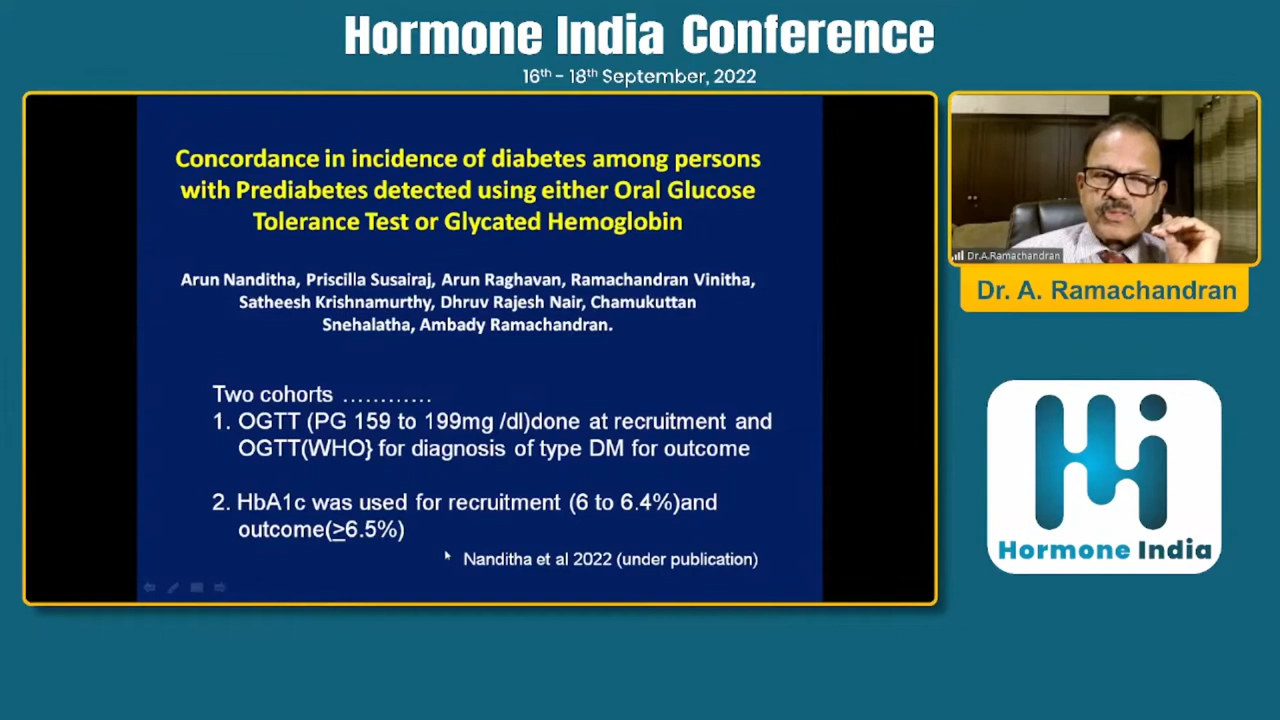 Hormone India Conference
16th - 18th September, 2022
Concordance in incidence of diabetes among persons
with Prediabetes detected using either Oral Glucose
Tolerance Test or Glycated Hemoglobin
Arun Nanditha, Priscilla Susairaj, Arun Raghavan, Ramachandran Vinitha,
Satheesh Krishnamurthy, Dhruv Rajesh Nair, Chamukuttan
Snehalatha, Ambady Ramachandran.
Two cohorts ............
1. OGTT (PG 159 to 199mg /dl)done at recruitment and
OGTT(WHO} for diagnosis of type DM for outcome
2. HbA1c was used for recruitment (6 to 6.4%)and
outcome(≥6.5%)
Nanditha et al 2022 (under publication)
Dr.A.Ramachandran
Dr. A. Ramachandran
Hormone India